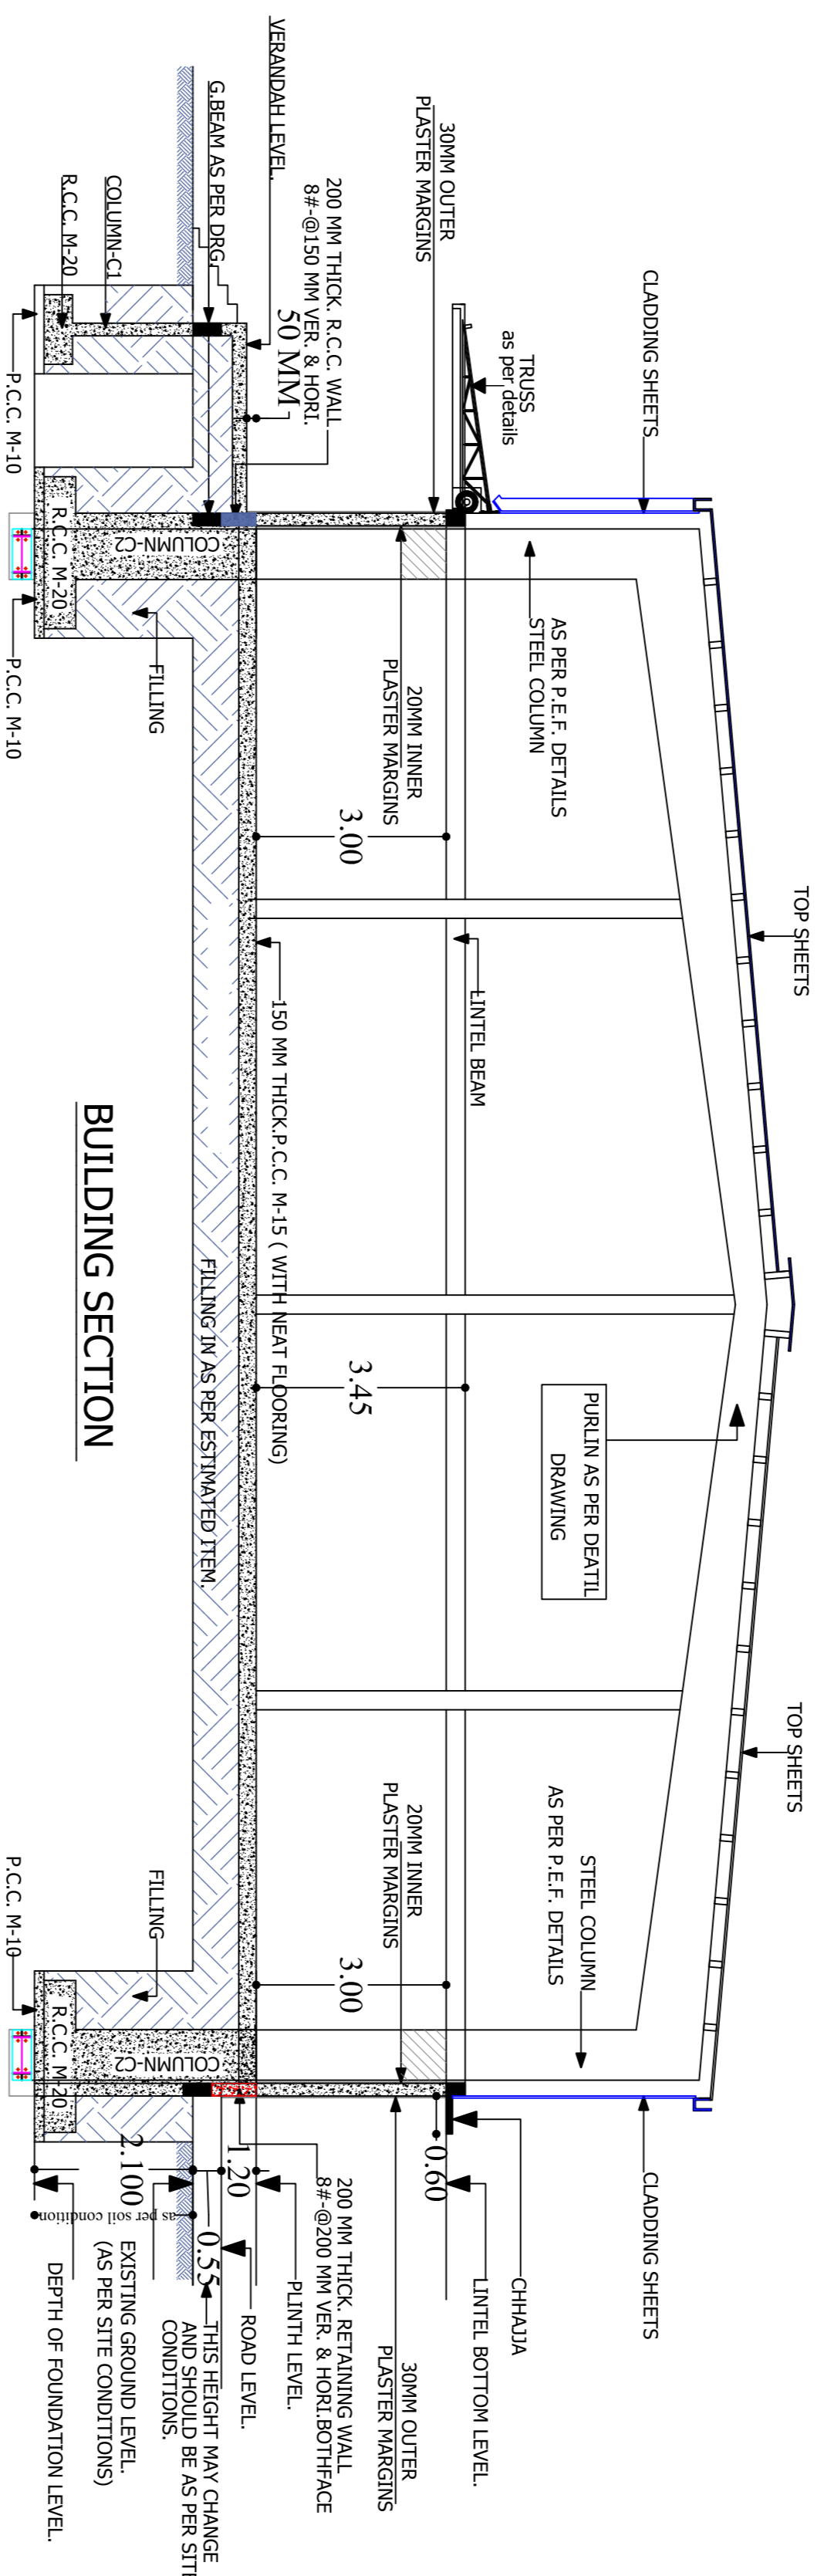 CLADDING SHEETS
TOP SHEETS
TOP SHEETS
CLADDING SHEETS
30MM OUTER
PLASTER MARGINS
TRUSS
as per details
AS PER P.E.F. DETAILS
STEEL COLUMN
PURLIN AS PER DEATIL
DRAWING
STEEL COLUMN
AS PER P.E.F. DETAILS
CHHAJJA
LINTEL BOTTOM LEVEL.
20MM INNER
PLASTER MARGINS
LINTEL BEAM
20MM INNER
PLASTER MARGINS
30MM OUTER
PLASTER MARGINS
3.00
3.45
3.00
0.60
VERANDAH LEVEL.
200 MM THICK. R.C.C. WALL
8#-@150 MM VER. & HORI.
50 MM
150 MM THICK.P.C.C. M-15 ( WITH NEAT FLOORING)
200 MM THICK. RETAINING WALL
8#-@200 MM VER. & HORI.BOTHFACE
PLINTH LEVEL.
1.20
ROAD LEVEL.
0.55
THIS HEIGHT MAY CHANGE
AND SHOULD BE AS PER SITE
CONDITIONS.
G.BEAM AS PER DRG.
COLUMN-C2
FILLING IN AS PER ESTIMATED ITEM.
COLUMN-C2
COLUMN-C1
R.C.C. M-20
R.C.C. M-20
FILLING
FILLING
R.C.C. M-20
2.100
as per soil condition
EXISTING GROUND LEVEL.
(AS PER SITE CONDITIONS)
DEPTH OF FOUNDATION LEVEL.
P.C.C. M-10
P.C.C. M-10
P.C.C. M-10
BUILDING SECTION